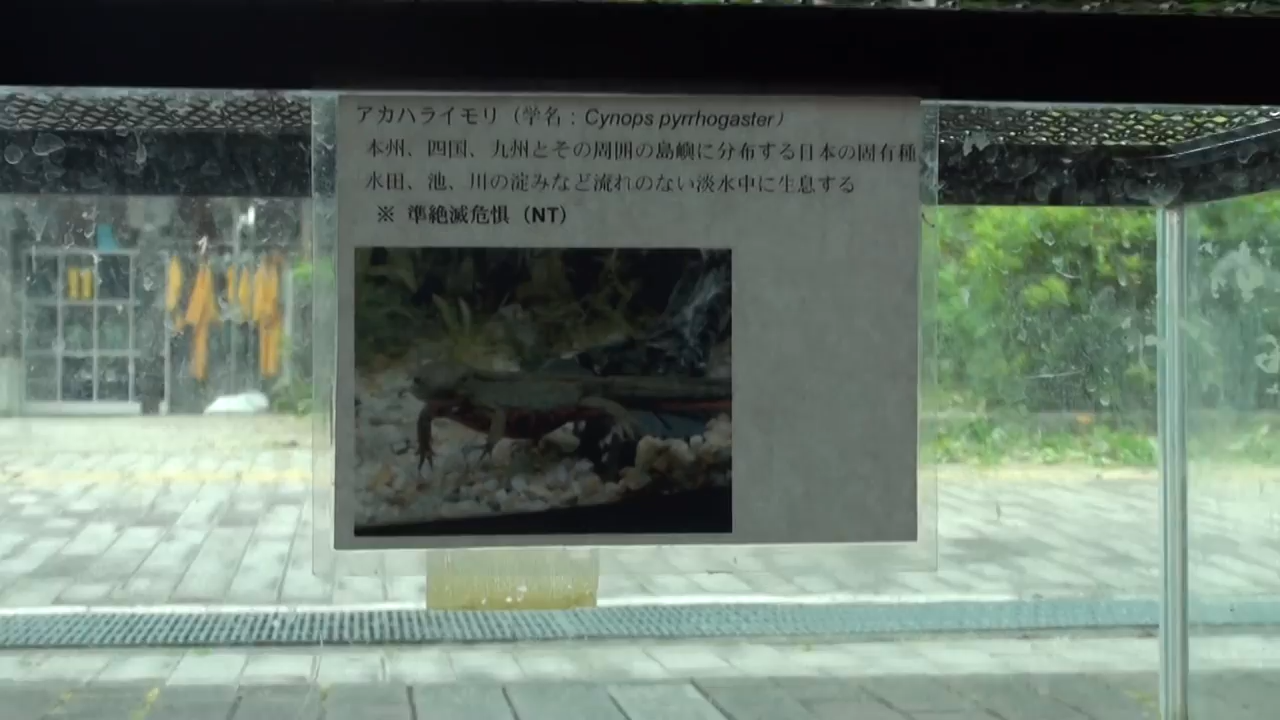 アカハライモリ（学名：Cynops pyrrhogaster）
本州、四国、九州とその周囲の島嶼に分布する日本の固有種
水田、池、川の淀みなど流れのない淡水中に生息する
※ 準絶滅危惧（NT）